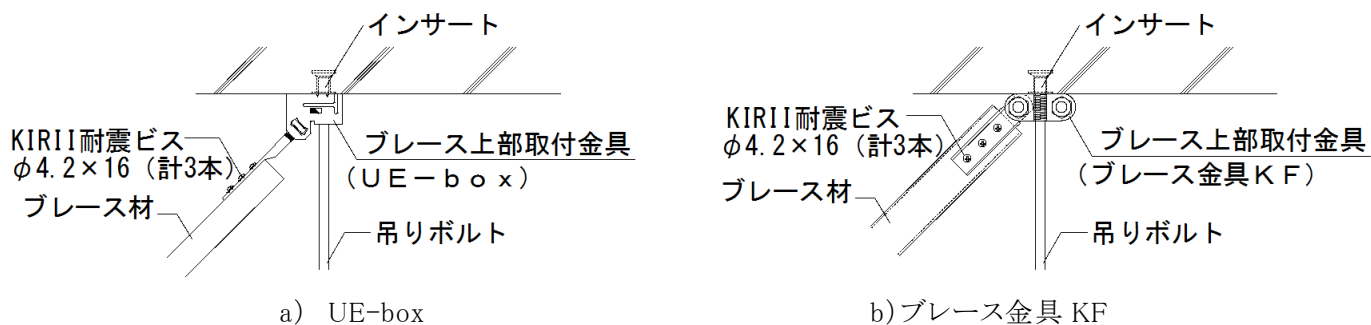 インサート
KIRII耐震ビス
φ4.2×16（計3本）
ブレース上部取付金具
（ＵＥ－ｂｏｘ）
ブレース材
吊りボルト
a) UE-box
インサート
KIRII耐震ビス
φ4.2×16（計3本）
ブレース上部取付金具
（ブレース金具ＫＦ）
ブレース材
吊りボルト
b)ブレース金具 KF